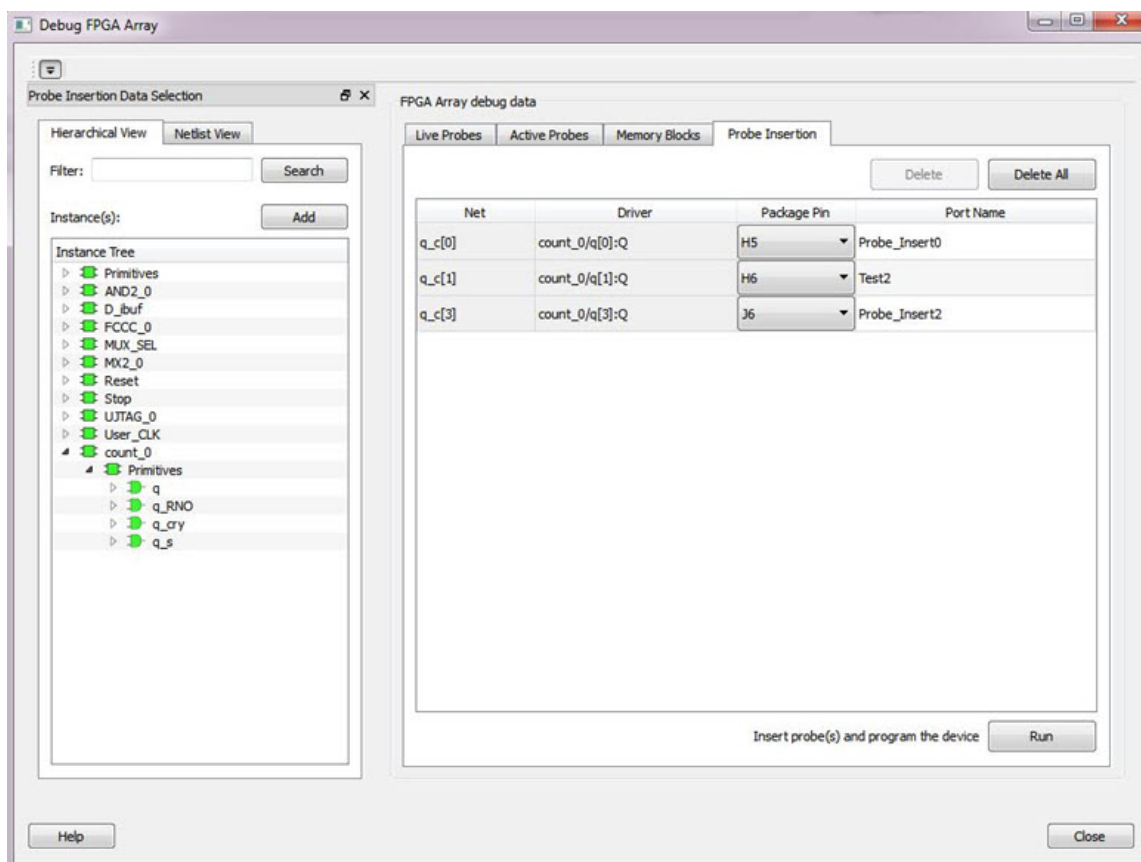 Debug FPGA Array
Probe Insertion Data Selection
Hierarchical View Netlist View
Filter: Search
Instance(s): Add
Instance Tree
Primitives
AND2_0
D_ibuf
FCCC_0
MUX_SEL
MX2_0
Reset
Stop
UJTAG_0
User_CLK
count_0
Primitives
q
q_RNO
q_cry
q_s
FPGA Array debug data
Live Probes Active Probes Memory Blocks Probe Insertion
Delete Delete All
Net Driver Package Pin Port Name
q_c[0] count_0/q[0]:Q H5 Probe_Insert0
q_c[1] count_0/q[1]:Q H6 Test2
q_c[3] count_0/q[3]:Q J6 Probe_Insert2
Insert probe(s) and program the device Run
Help Close